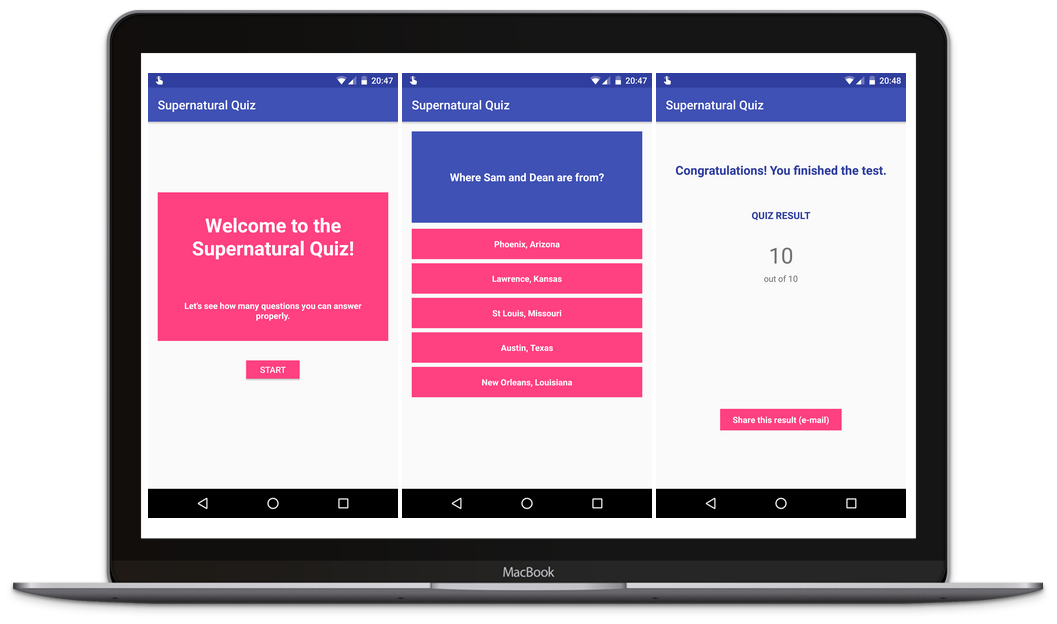 20:47
Supernatural Quiz
Welcome to the
Supernatural Quiz!
Let's see how many questions you can answer
properly.
START
20:47
Supernatural Quiz
Where Sam and Dean are from?
Phoenix, Arizona
Lawrence, Kansas
St Louis, Missouri
Austin, Texas
New Orleans, Louisiana
20:48
Supernatural Quiz
Congratulations! You finished the test.
QUIZ RESULT
10
out of 10
Share this result (e-mail)
MacBook